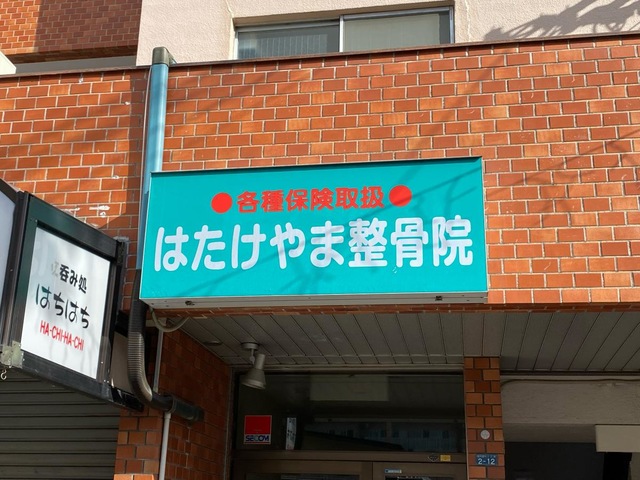 ●各種保険取扱●
はたけやま整骨院
呑み処
はちはち
HA-CHI-HA-CHI
SECOM
2-12